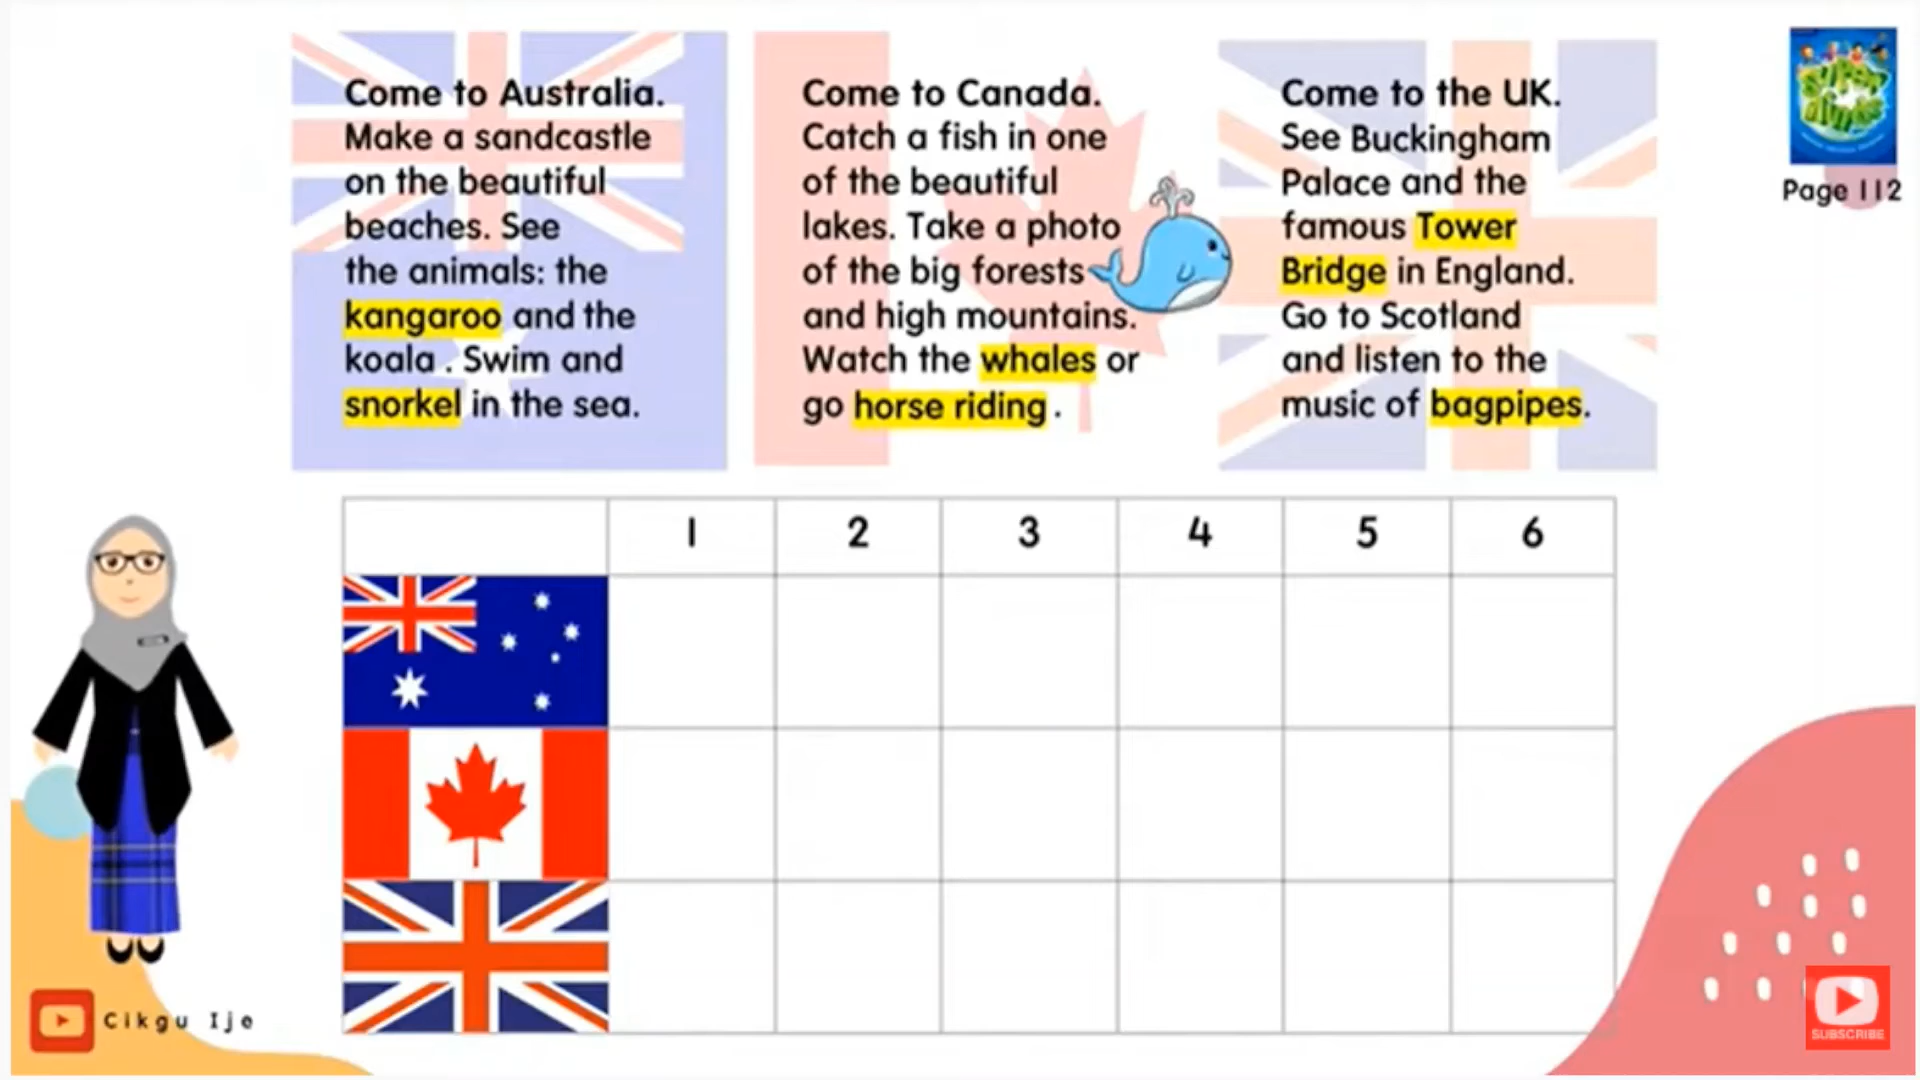 Come to Australia.
Make a sandcastle
on the beautiful
beaches. See
the animals: the
kangaroo and the
koala . Swim and
snorkel in the sea.
Come to Canada.
Catch a fish in one
of the beautiful
lakes. Take a photo
of the big forests
and high mountains.
Watch the whales or
go horse riding .
Come to the UK.
See Buckingham
Palace and the
famous Tower
Bridge in England.
Go to Scotland
and listen to the
music of bagpipes.
Super
Minds
Page 112
1 2 3 4 5 6
Cikgu Ije
SUBSCRIBE